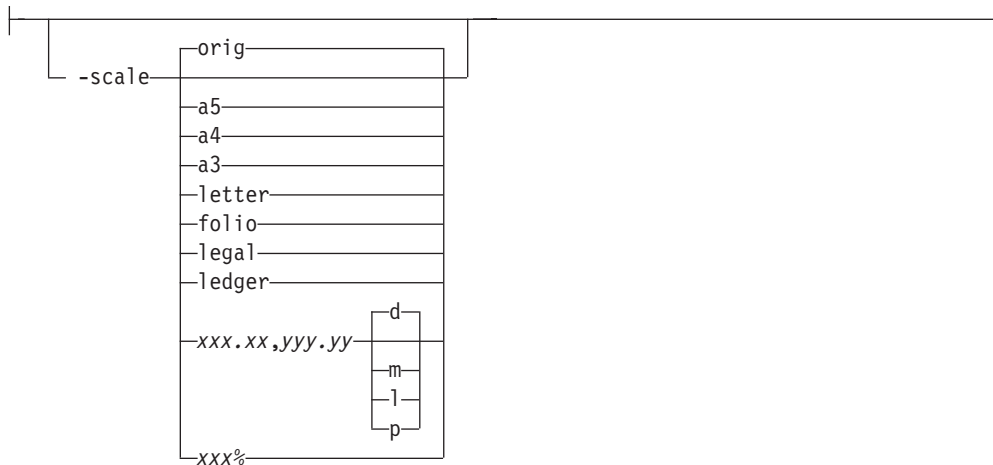 orig
-scale
a5
a4
a3
letter
folio
legal
ledger
d
xxx.xx,yyy.yy
m
l
p
xxx%